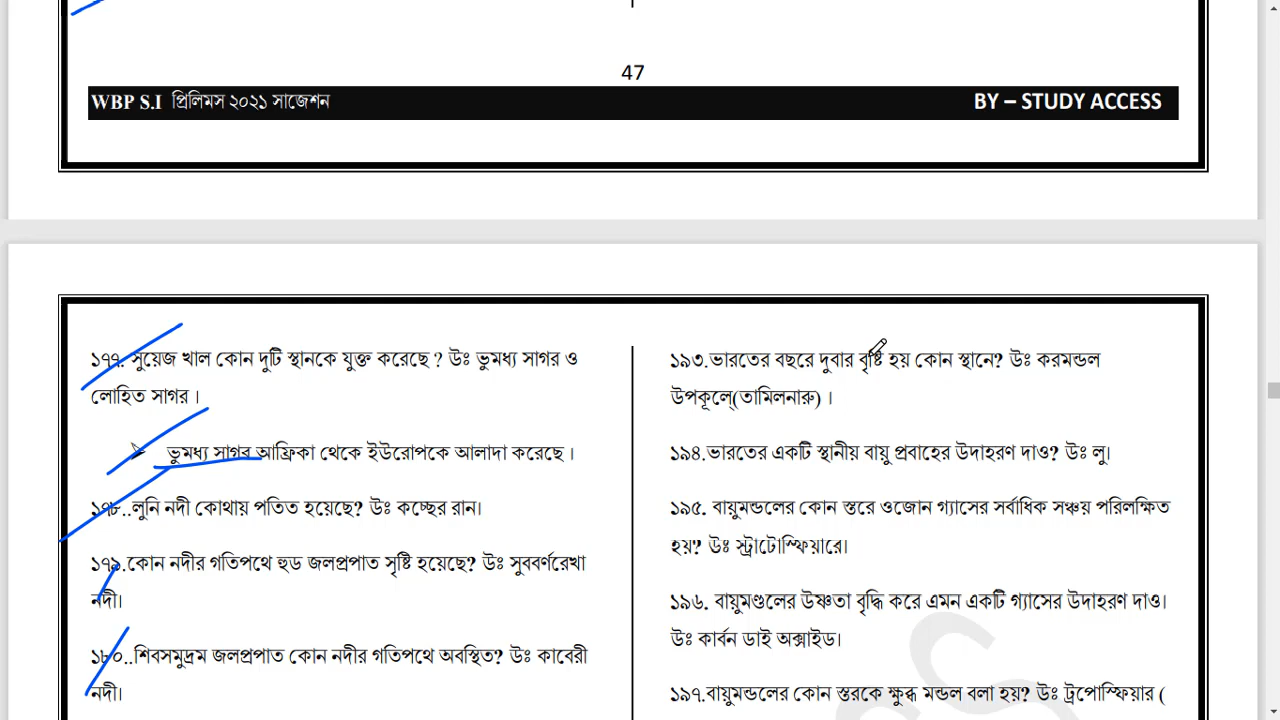 47
WBP S.I প্রিলিমস ২০২১ সাজেশন
BY – STUDY ACCESS
১৭৭. সুয়েজ খাল কোন দুটি স্থানকে যুক্ত করেছে ? উঃ ভুমধ্য সাগর ও
লোহিত সাগর।
➤ ভুমধ্য সাগর আফ্রিকা থেকে ইউরোপকে আলাদা করেছে।
১৭৮..লুনি নদী কোথায় পতিত হয়েছে? উঃ কচ্ছের রান।
১৭৯.কোন নদীর গতিপথে হুড জলপ্রপাত সৃষ্টি হয়েছে? উঃ সুববর্ণরেখা
নদী।
১৮০..শিবসমুদ্রম জলপ্রপাত কোন নদীর গতিপথে অবস্থিত? উঃ কাবেরী
নদী।
১৯৩.ভারতের বছরে দুবার বৃষ্টি হয় কোন স্থানে? উঃ করমন্ডল
উপকূলে(তামিলনারু) ।
১৯৪.ভারতের একটি স্থানীয় বায়ু প্রবাহের উদাহরণ দাও? উঃ লু।
১৯৫. বায়ুমন্ডলের কোন স্তরে ওজোন গ্যাসের সর্বাধিক সঞ্চয় পরিলক্ষিত
হয়? উঃ স্ট্রাটোস্ফিয়ারে।
১৯৬. বায়ুমণ্ডলের উষ্ণতা বৃদ্ধি করে এমন একটি গ্যাসের উদাহরণ দাও।
উঃ কার্বন ডাই অক্সাইড।
১৯৭.বায়ুমন্ডলের কোন স্তরকে ক্ষুব্ধ মন্ডল বলা হয়? উঃ ট্রপোস্ফিয়ার (